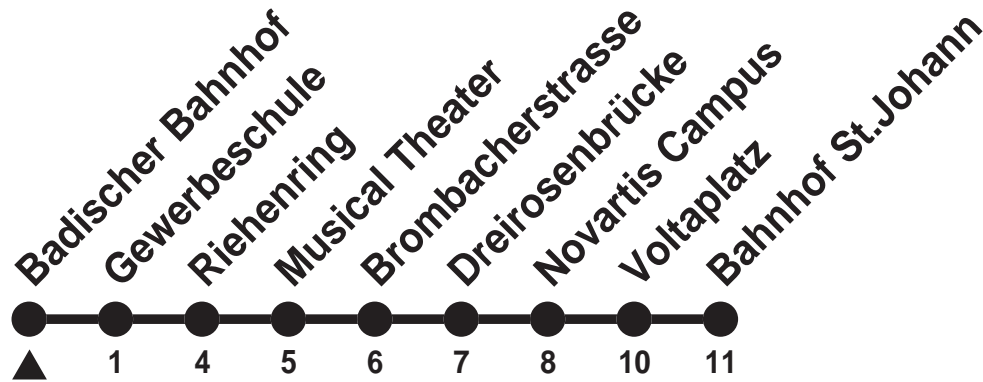 Badischer Bahnhof
Gewerbeschule
Riehenring
Musical Theater
Brombacherstrasse
Dreirosenbrücke
Novartis Campus
Voltaplatz
Bahnhof St.Johann
1 4 5 6 7 8 10 11